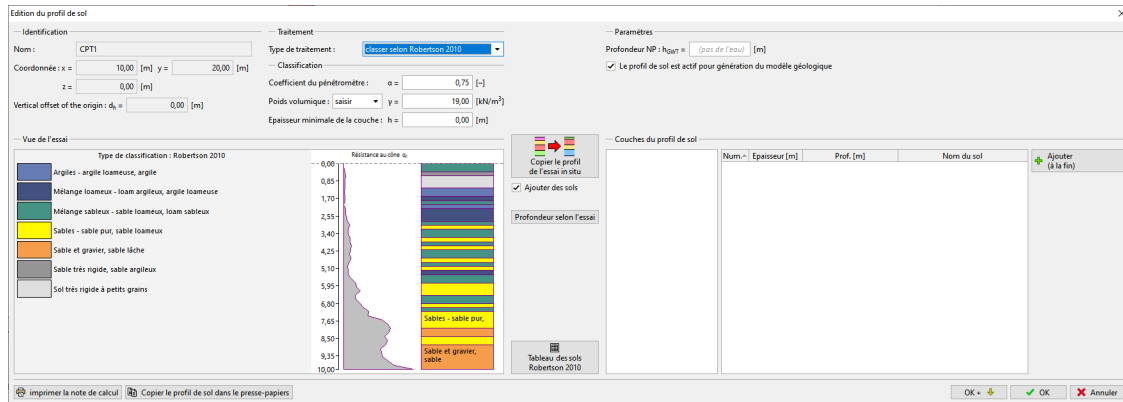 Edition du profil de sol
Identification
Nom :
CPT1
Coordonnée : x =
10,00
[m] y =
20,00
[m]
z =
0,00
[m]
Vertical offset of the origin : dh =
0,00
[m]
Traitement
Type de traitement :
classer selon Robertson 2010
Classification
Coefficient du pénétromètre :
α =
0,75
[–]
Poids volumique :
saisir
γ =
19,00
[kN/m³]
Epaisseur minimale de la couche :
h =
0,00
[m]
Paramètres
Profondeur NP : hGWT =
(pas de l'eau)
[m]
Le profil de sol est actif pour génération du modèle géologique
Vue de l'essai
Type de classification : Robertson 2010
Argiles - argile loameuse, argile
Mélange loameux - loam argileux, argile loameuse
Mélange sableux - sable loameux, loam sableux
Sables - sable pur, sable loameux
Sable et gravier, sable lâche
Sable très rigide, sable argileux
Sol très rigide à petits grains
Résistance au cône qc
0,00
0,85
1,70
2,55
3,40
4,25
5,10
5,95
6,80
7,65
8,50
9,35
10,00
Sables - sable pur,
Sable et gravier,
sable
Copier le profil
de l'essai in situ
Ajouter des sols
Profondeur selon l'essai
Tableau des sols
Robertson 2010
Couches du profil de sol
Num. Epaisseur [m] Prof. [m] Nom du sol
Ajouter
(à la fin)
imprimer la note de calcul
Copier le profil de sol dans le presse-papiers
OK +
OK
Annuler